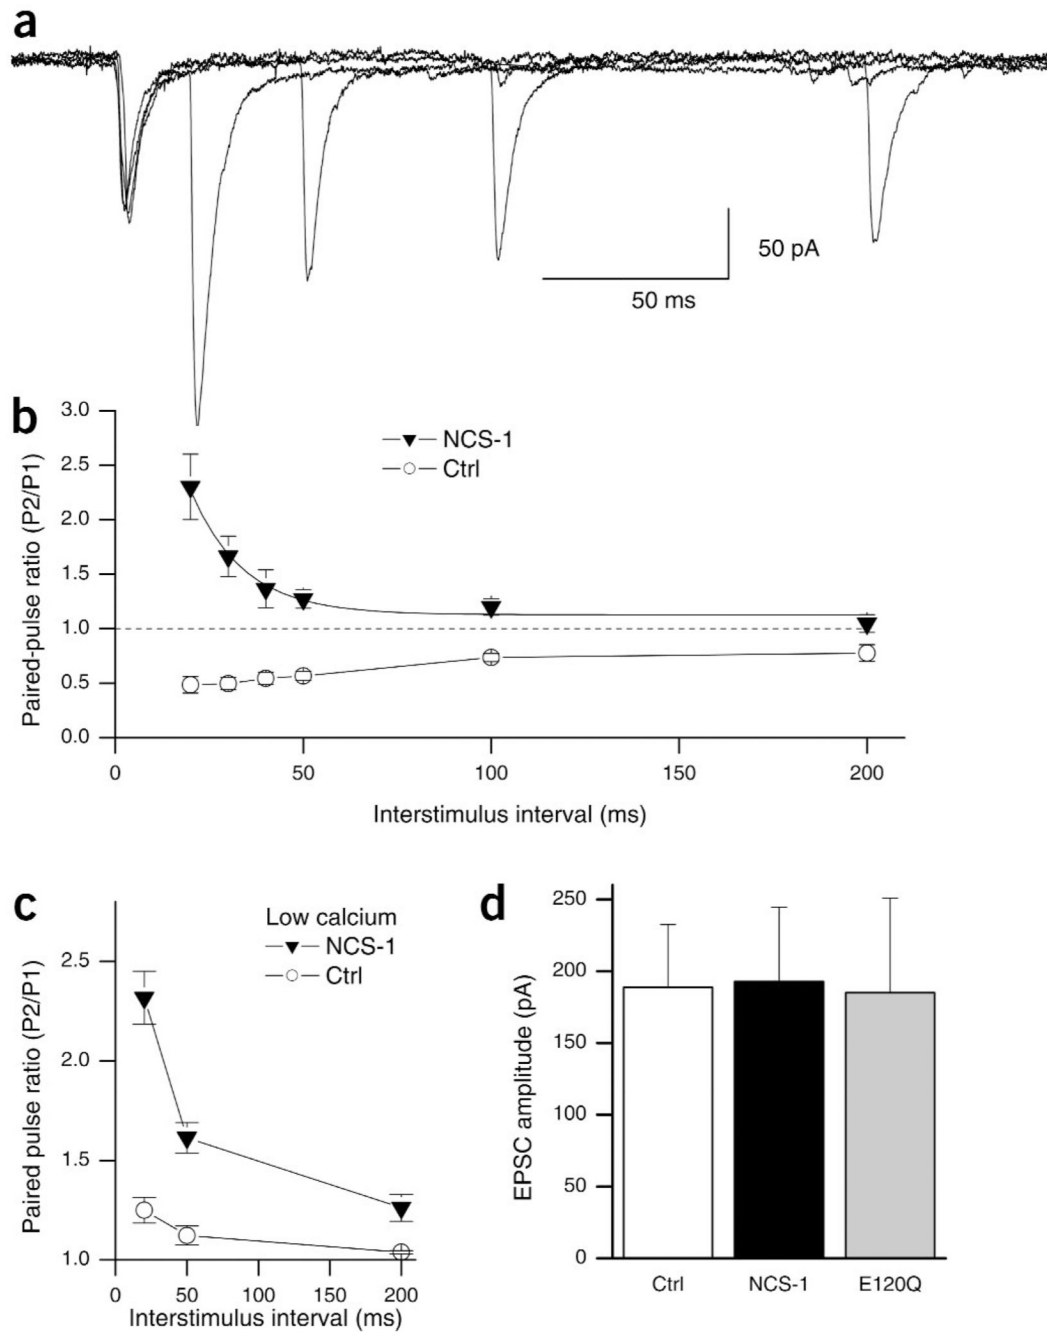 a
50 pA
50 ms
b
Paired-pulse ratio (P2/P1)
3.0
2.5
2.0
1.5
1.0
0.5
0.0
NCS-1
Ctrl
0
50
100
150
200
Interstimulus interval (ms)
c
Paired pulse ratio (P2/P1)
2.5
2.0
1.5
1.0
Low calcium
NCS-1
Ctrl
0
50
100
150
200
Interstimulus interval (ms)
d
EPSC amplitude (pA)
250
200
150
100
50
0
Ctrl
NCS-1
E120Q